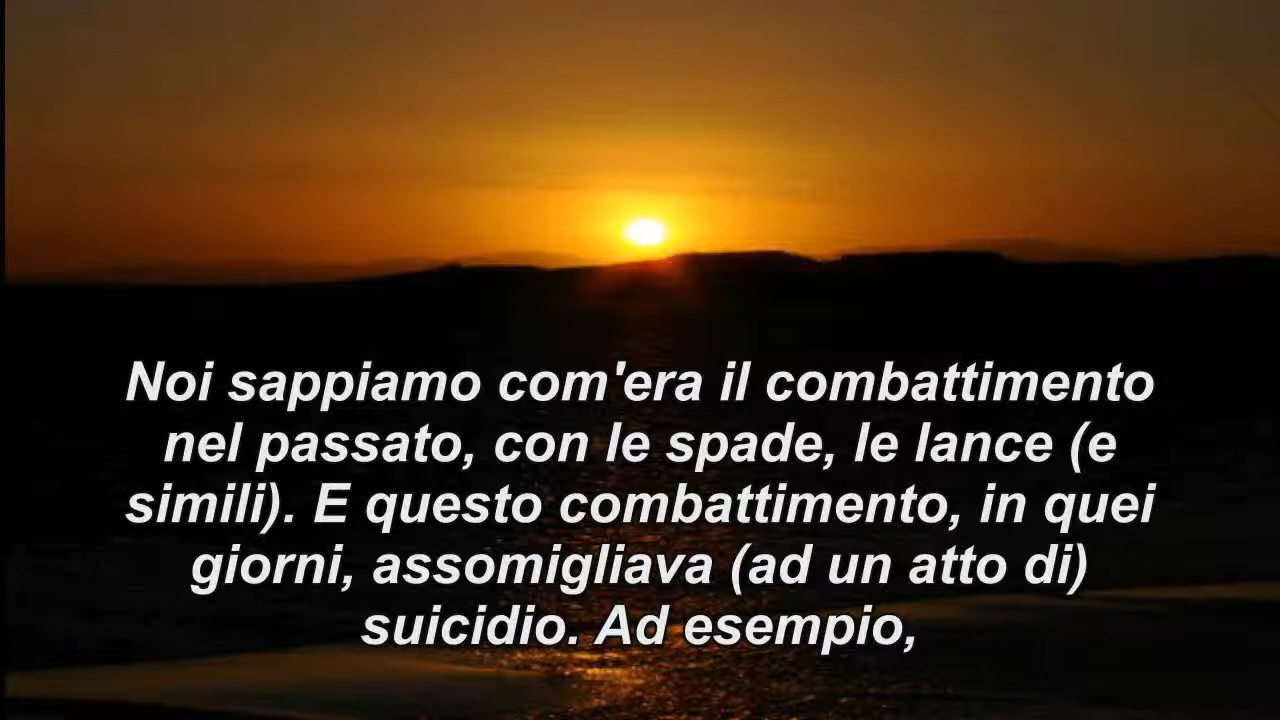 Noi sappiamo com'era il combattimento
nel passato, con le spade, le lance (e
simili). E questo combattimento, in quei
giorni, assomigliava (ad un atto di)
suicidio. Ad esempio,